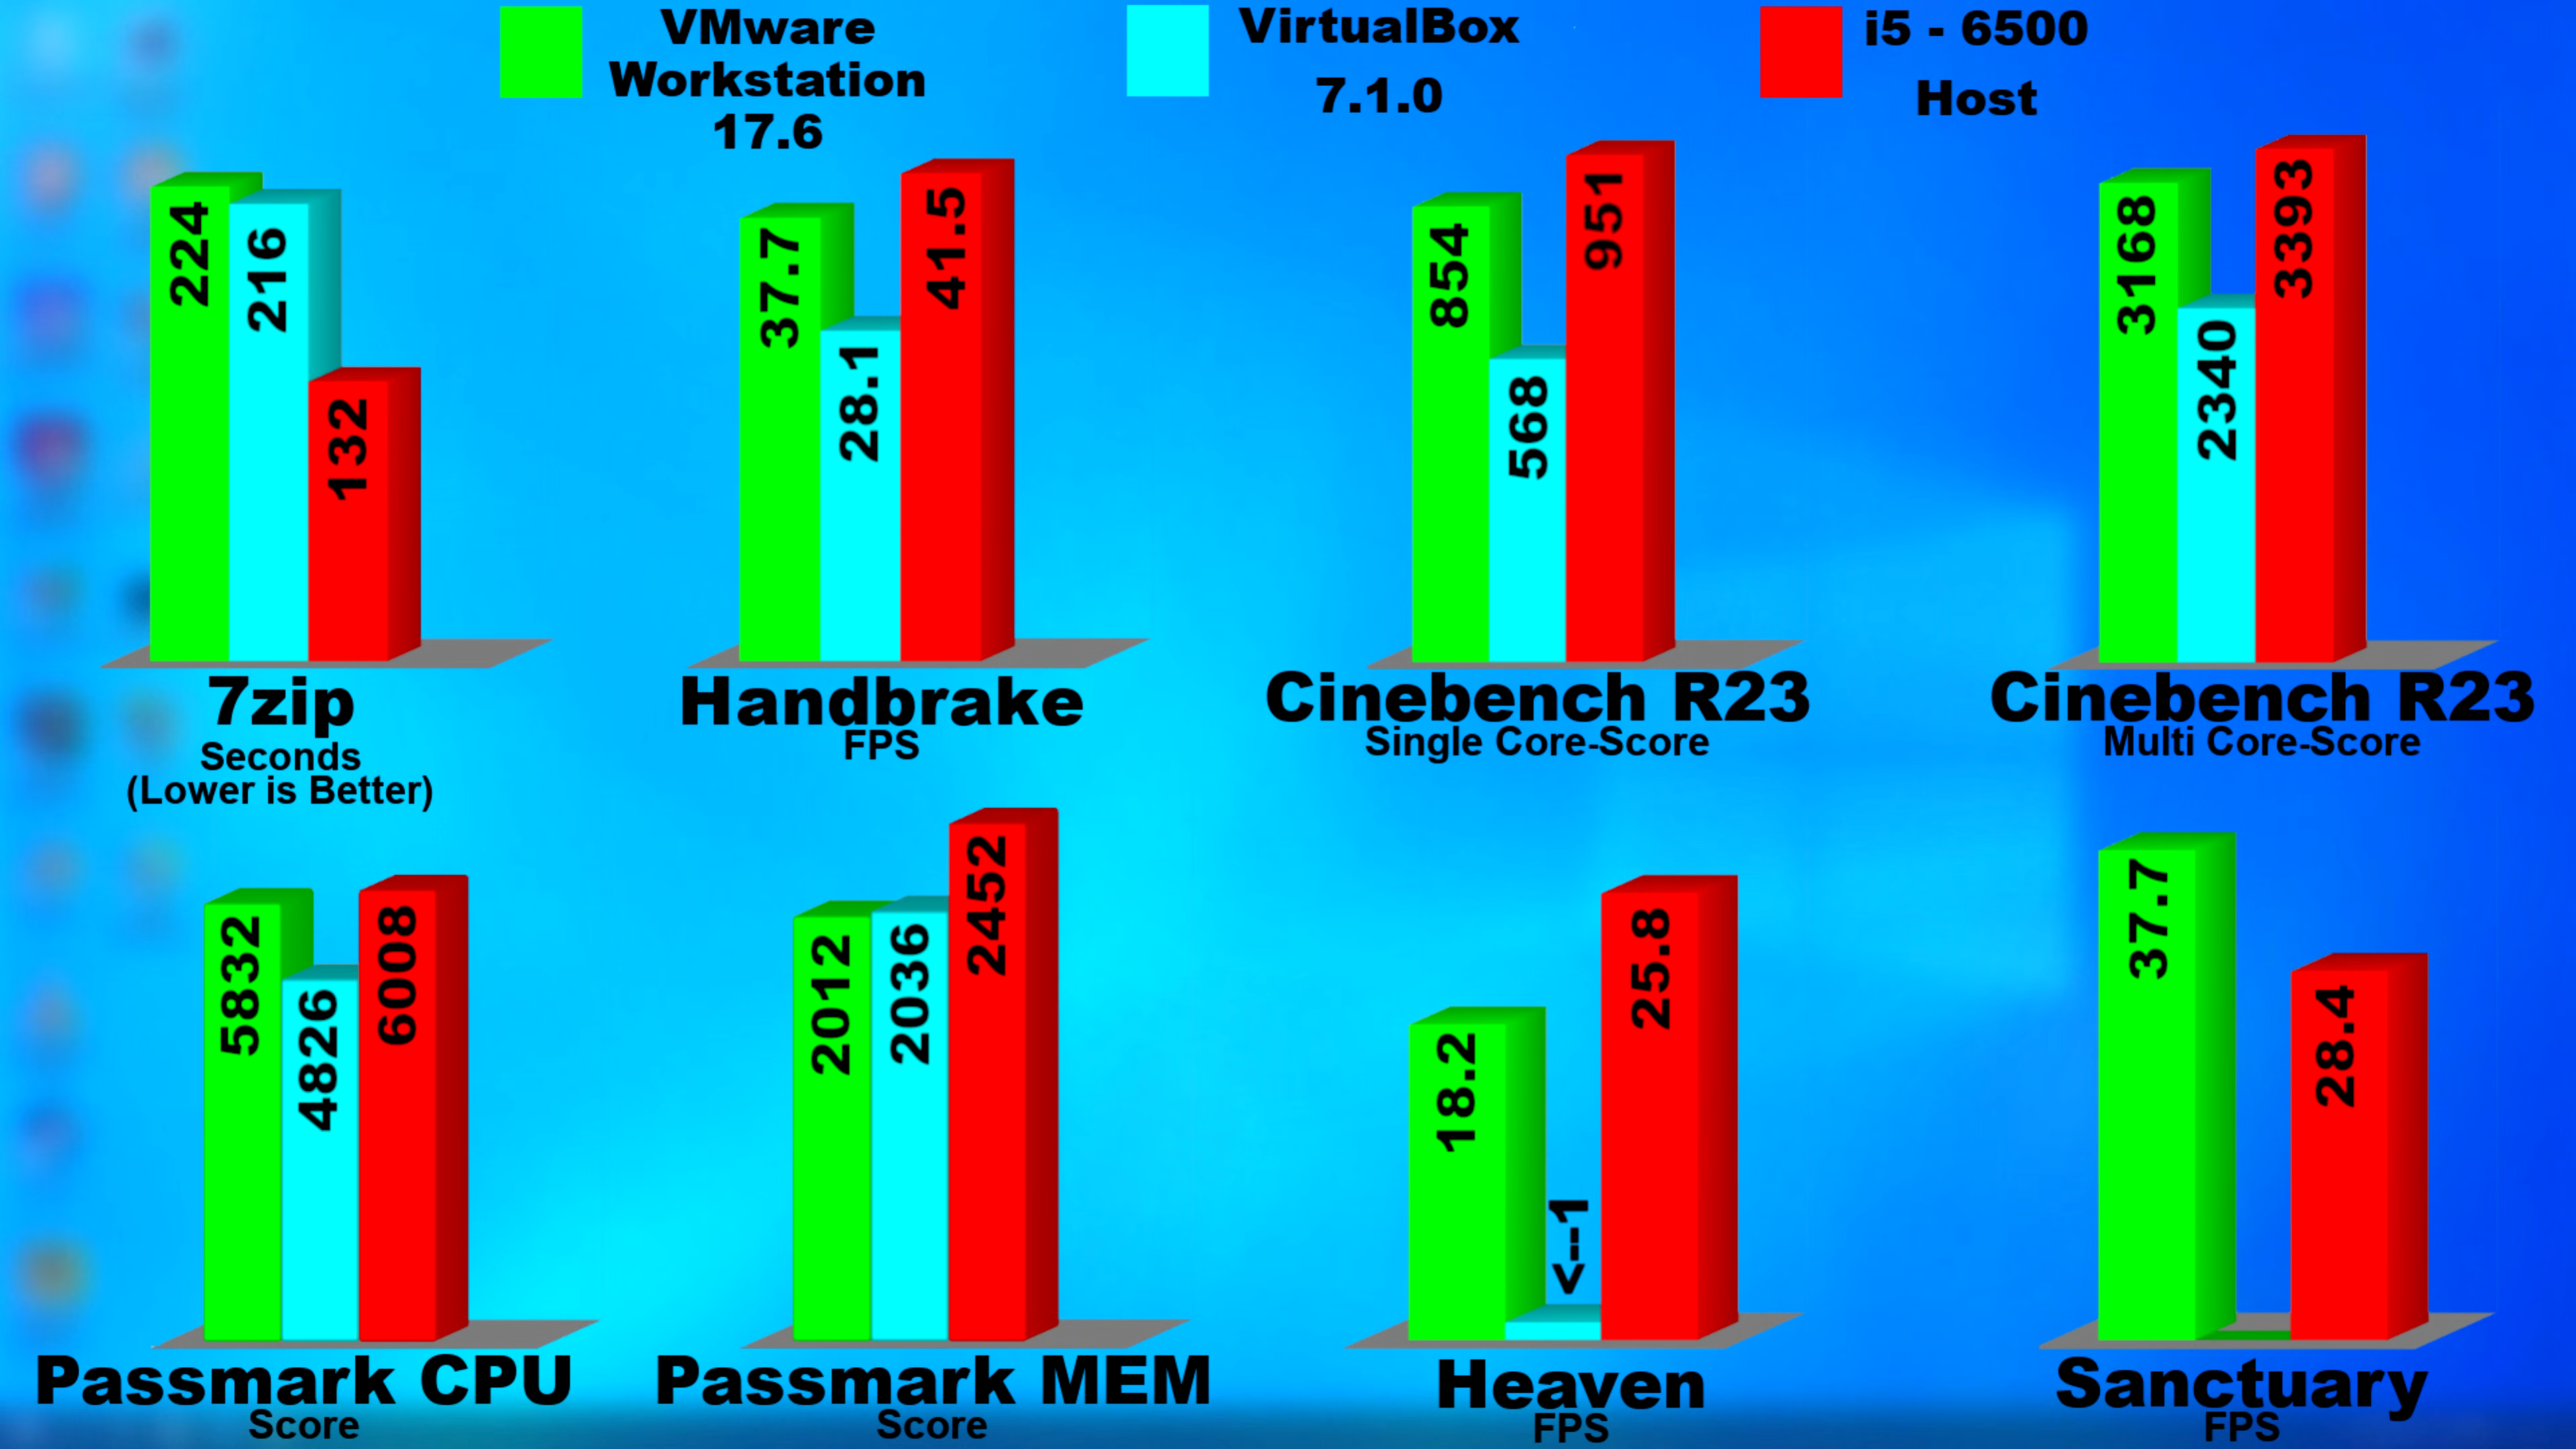 VMware
Workstation
17.6
VirtualBox
7.1.0
i5 - 6500
Host
224
216
132
7zip
Seconds
(Lower is Better)
37.7
28.1
41.5
Handbrake
FPS
854
568
951
Cinebench R23
Single Core-Score
3168
2340
3393
Cinebench R23
Multi Core-Score
5832
4826
6008
Passmark CPU
Score
2012
2036
2452
Passmark MEM
Score
18.2
<--1
25.8
Heaven
FPS
37.7
28.4
Sanctuary
FPS